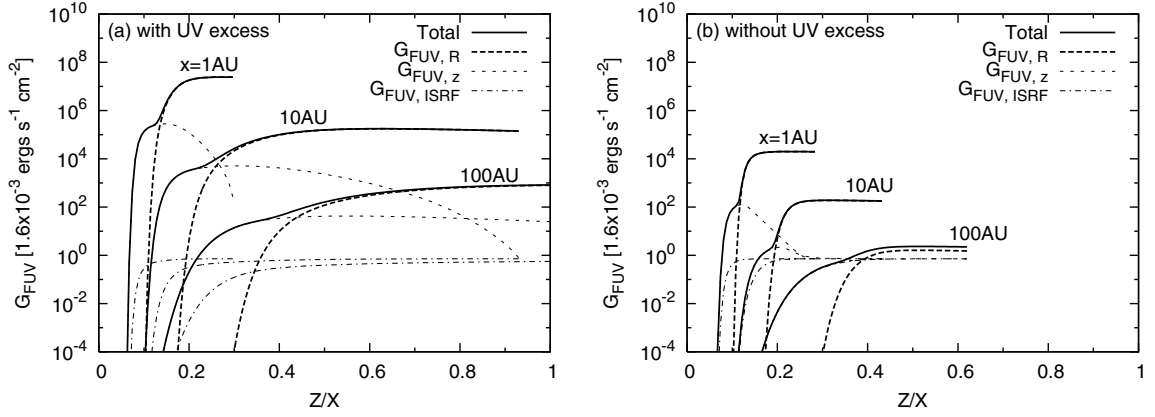 (a) with UV excess
Total
G_FUV, R
G_FUV, z
G_FUV, ISRF
x=1AU
10AU
100AU
G_FUV [1.6x10^-3 ergs s^-1 cm^-2]
10^10
10^8
10^6
10^4
10^2
10^0
10^-2
10^-4
0
0.2
0.4
0.6
0.8
1
Z/X
(b) without UV excess
Total
G_FUV, R
G_FUV, z
G_FUV, ISRF
x=1AU
10AU
100AU
G_FUV [1.6x10^-3 ergs s^-1 cm^-2]
10^10
10^8
10^6
10^4
10^2
10^0
10^-2
10^-4
0
0.2
0.4
0.6
0.8
1
Z/X